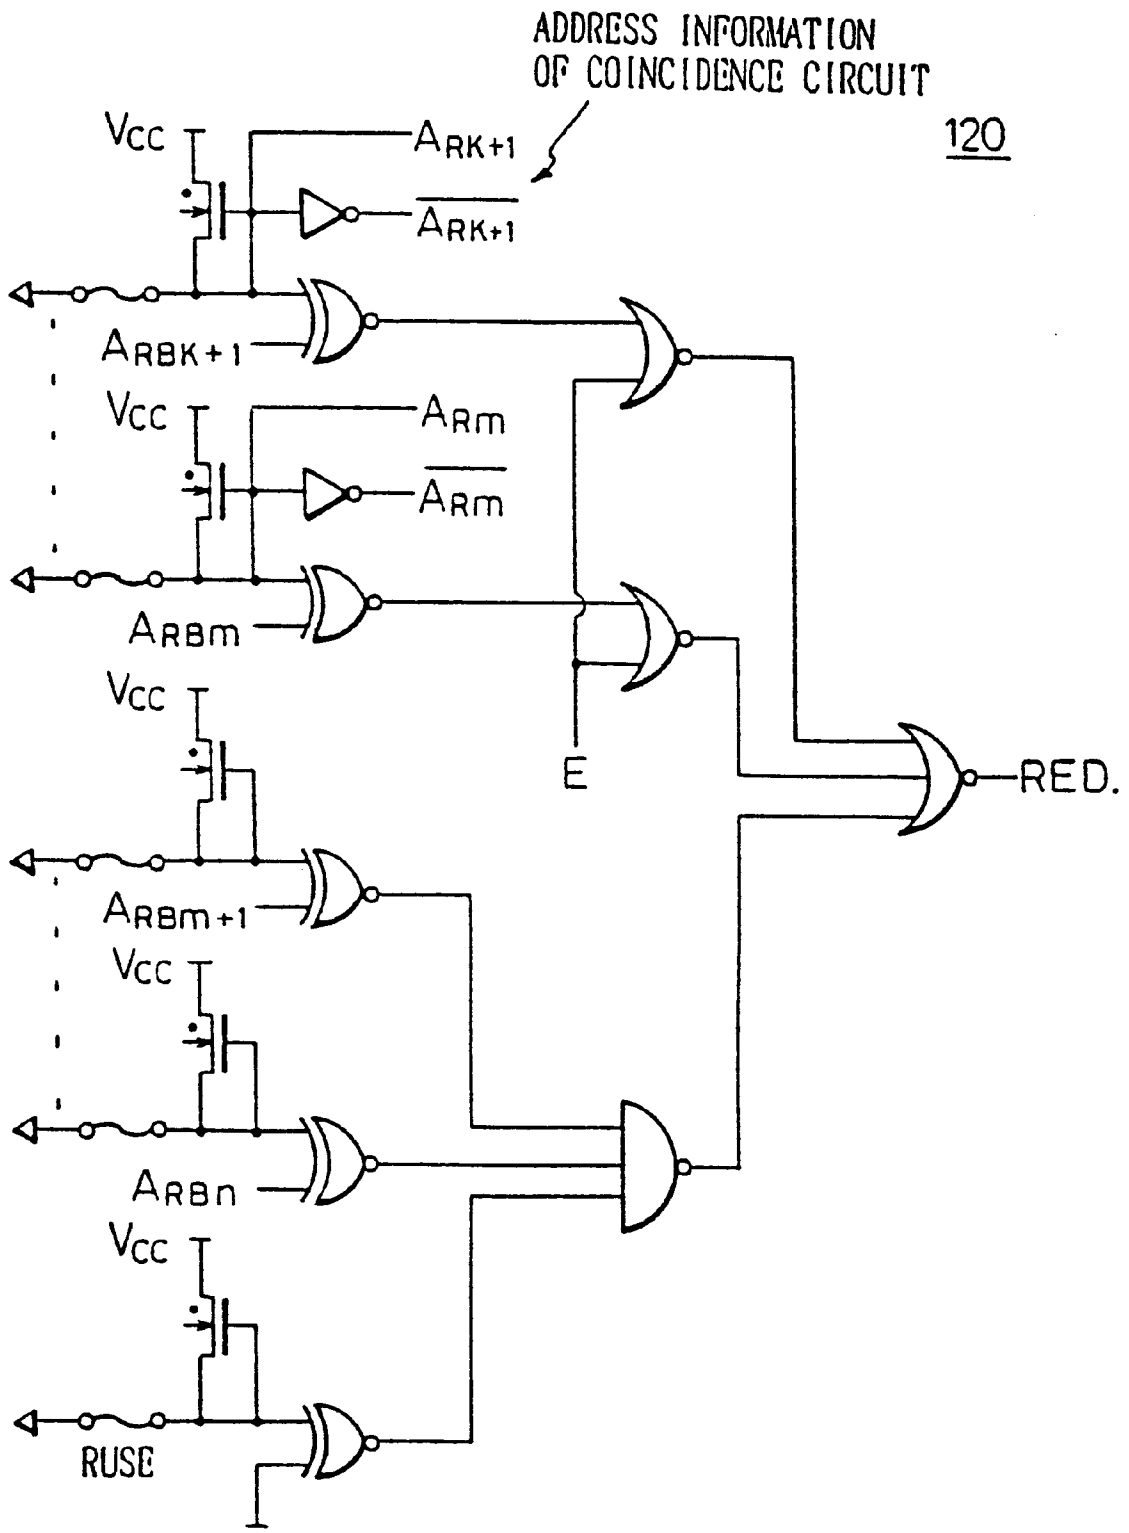 ADDRESS INFORMATION
OF COINCIDENCE CIRCUIT
120
VCC
ARK+1
ARK+1
ARBK+1
VCC
ARm
ARm
ARBm
VCC
E
RED.
ARBm+1
VCC
ARBn
VCC
RUSE